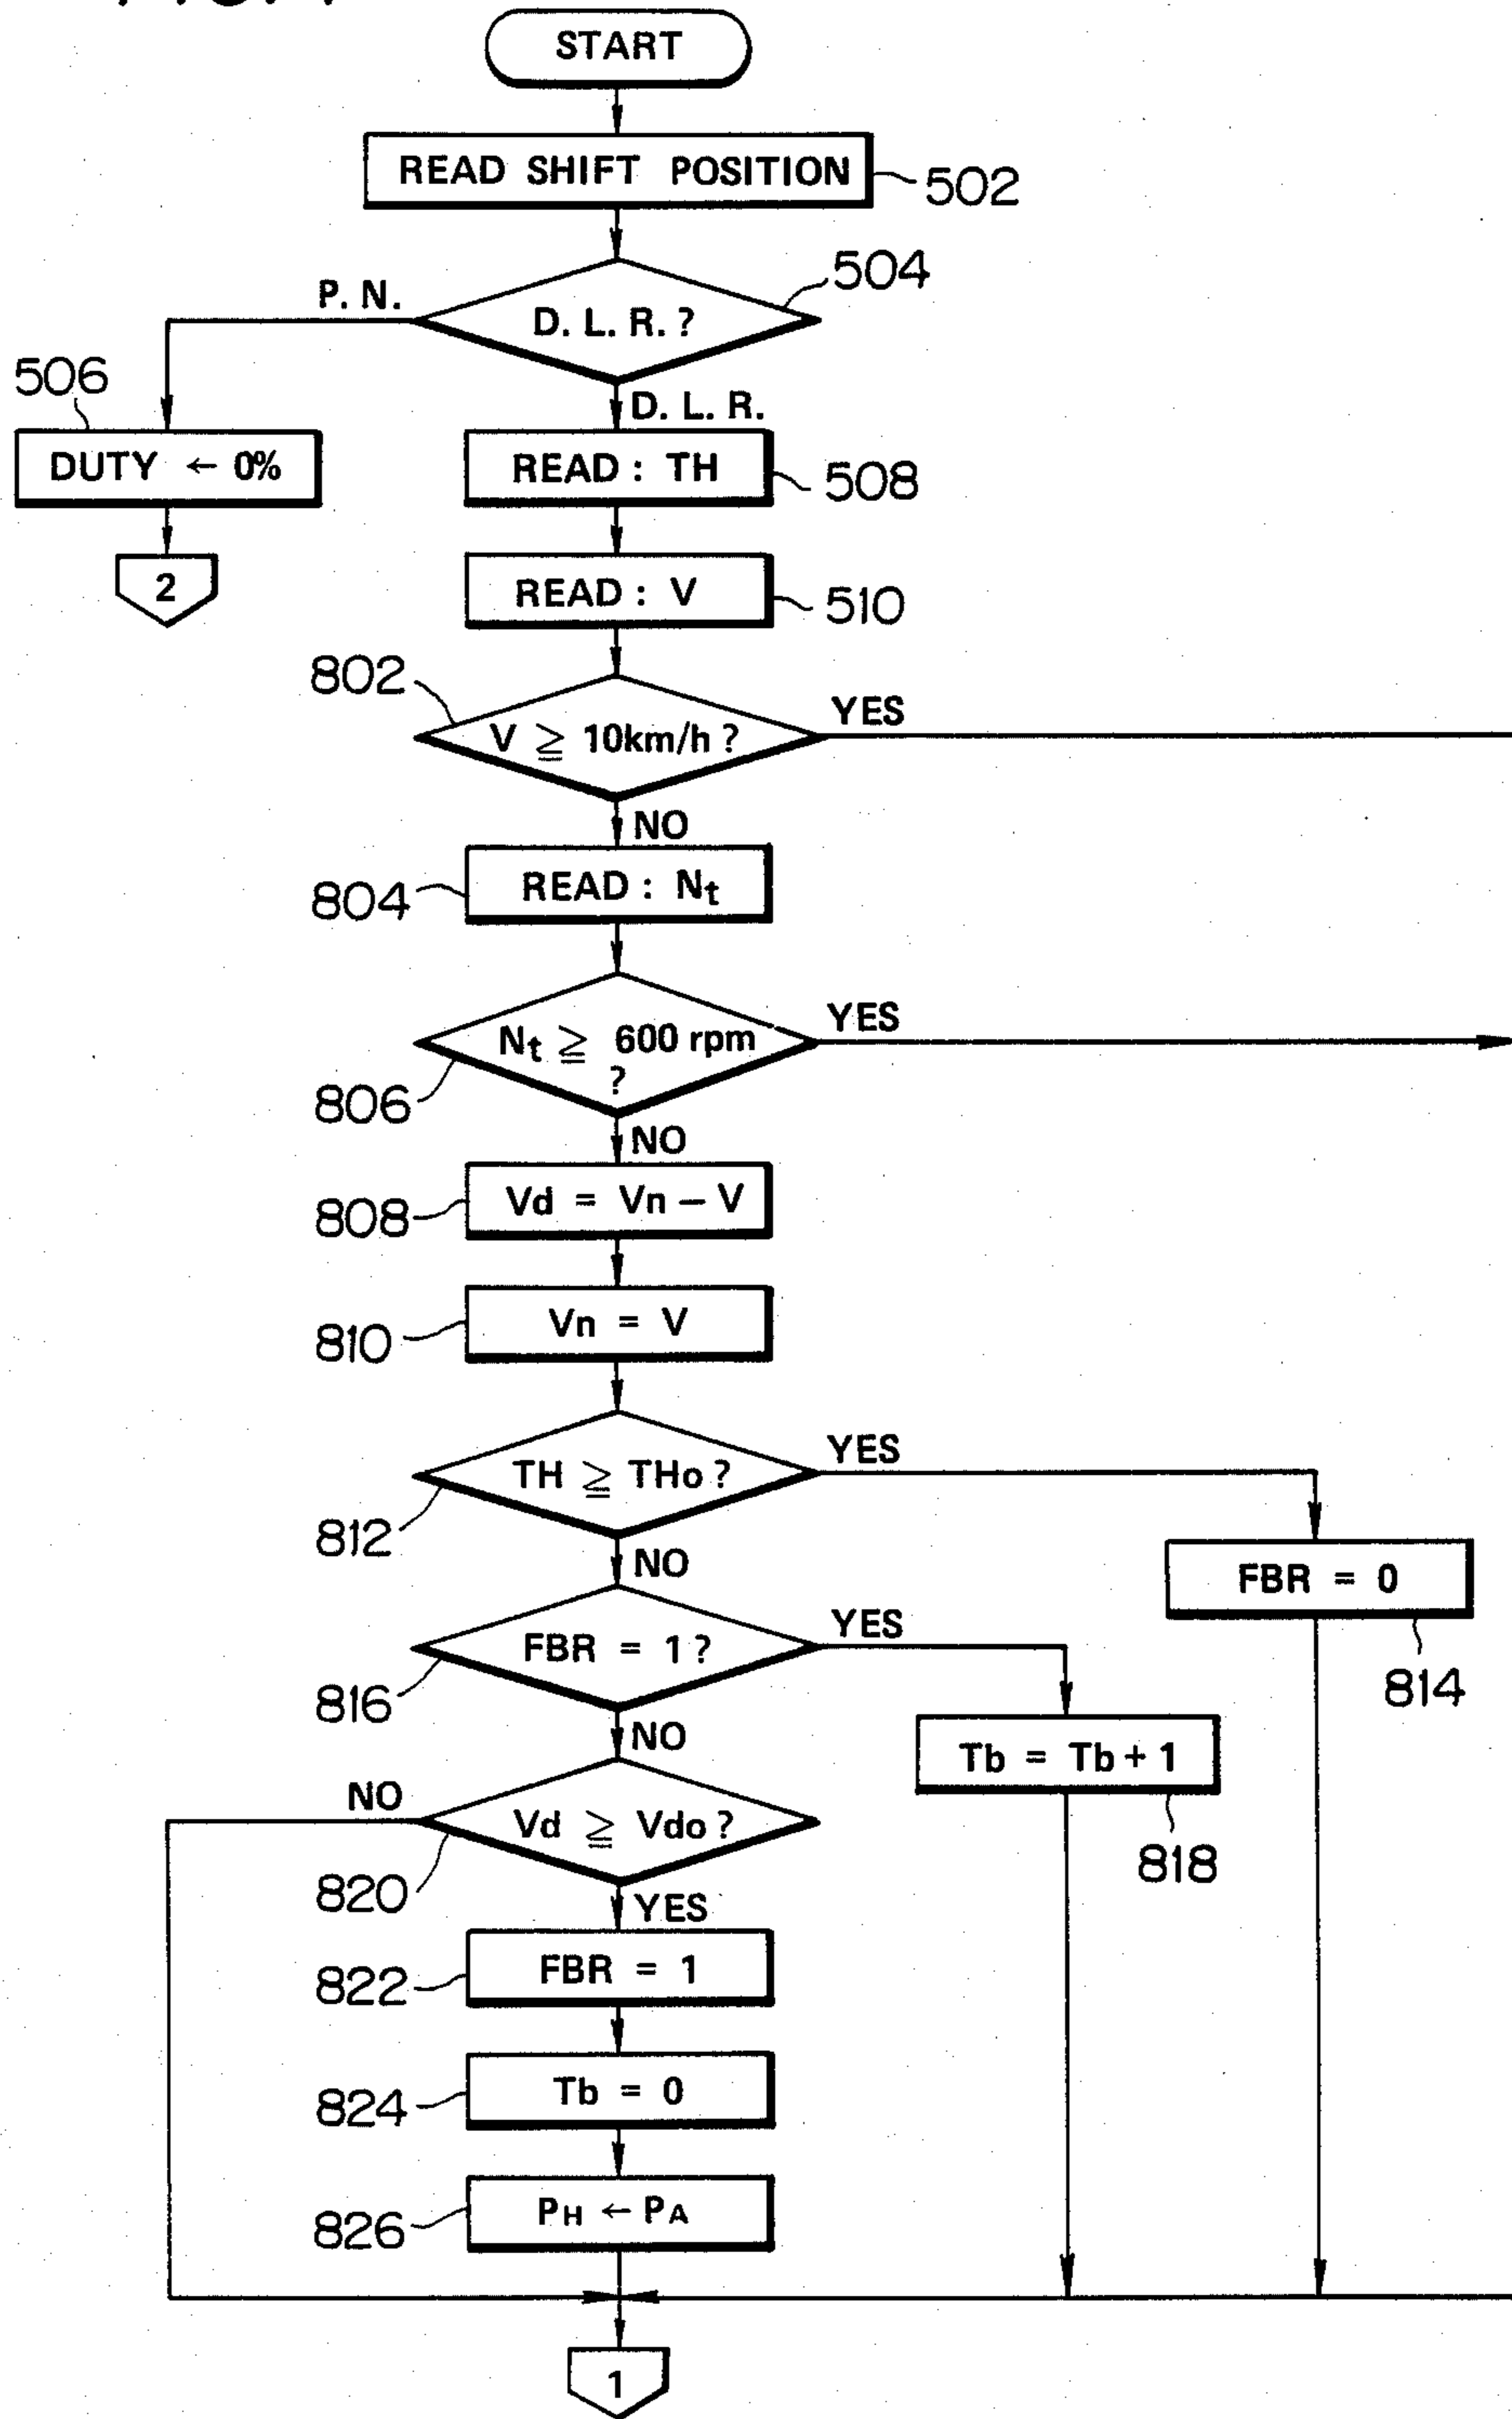 START
READ SHIFT POSITION
502
504
P. N.
D. L. R. ?
506
D. L. R.
DUTY ← 0%
READ : TH
508
2
READ : V
510
802
V ≧ 10km/h ?
YES
NO
804
READ : Nt
Nt ≧ 600 rpm
?
YES
806
NO
808
Vd = Vn – V
810
Vn = V
TH ≧ THo ?
YES
812
NO
FBR = 0
814
FBR = 1 ?
YES
816
NO
Tb = Tb + 1
818
NO
Vd ≧ Vdo ?
820
YES
822
FBR = 1
824
Tb = 0
826
PH ← PA
1